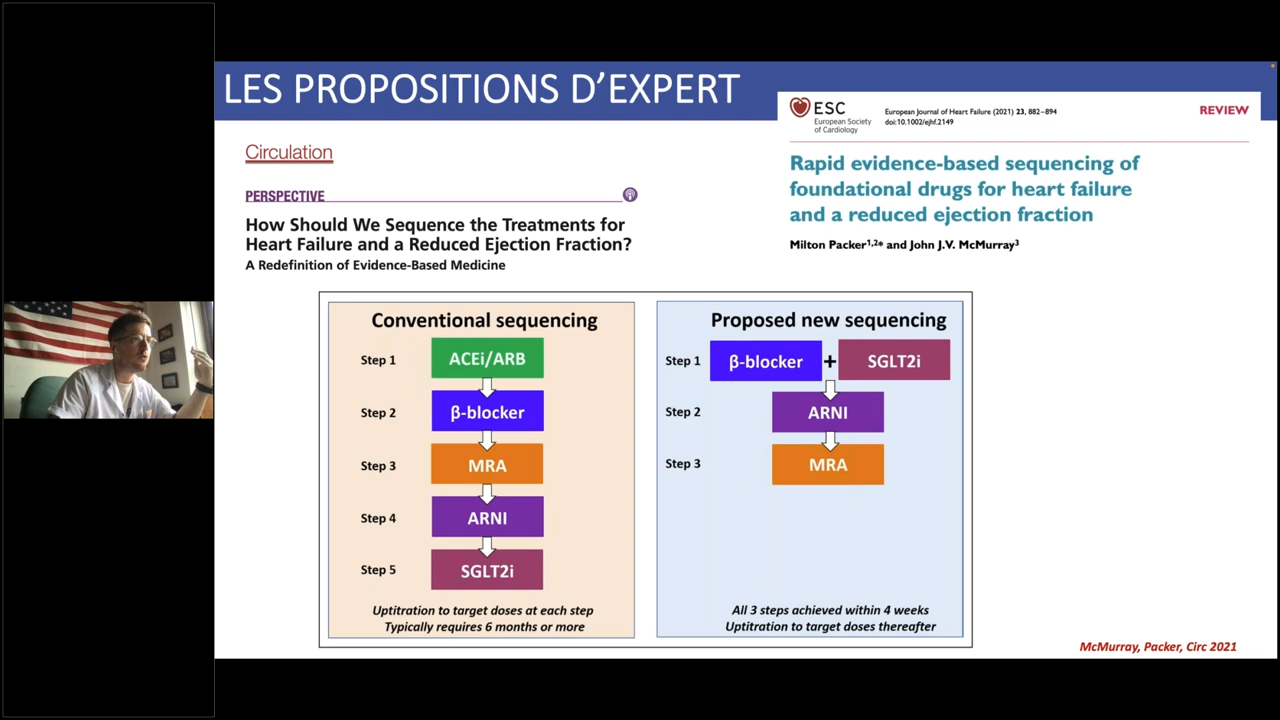 LES PROPOSITIONS D’EXPERT
Circulation
PERSPECTIVE
How Should We Sequence the Treatments for
Heart Failure and a Reduced Ejection Fraction?
A Redefinition of Evidence-Based Medicine
ESC
European Society
of Cardiology
European Journal of Heart Failure (2021) 23, 882–894
doi:10.1002/ejhf.2149
REVIEW
Rapid evidence-based sequencing of
foundational drugs for heart failure
and a reduced ejection fraction
Milton Packer1,2* and John J.V. McMurray3
Conventional sequencing
Step 1 ACEi/ARB
Step 2 β-blocker
Step 3 MRA
Step 4 ARNI
Step 5 SGLT2i
Uptitration to target doses at each step
Typically requires 6 months or more
Proposed new sequencing
Step 1 β-blocker + SGLT2i
Step 2 ARNI
Step 3 MRA
All 3 steps achieved within 4 weeks
Uptitration to target doses thereafter
McMurray, Packer, Circ 2021